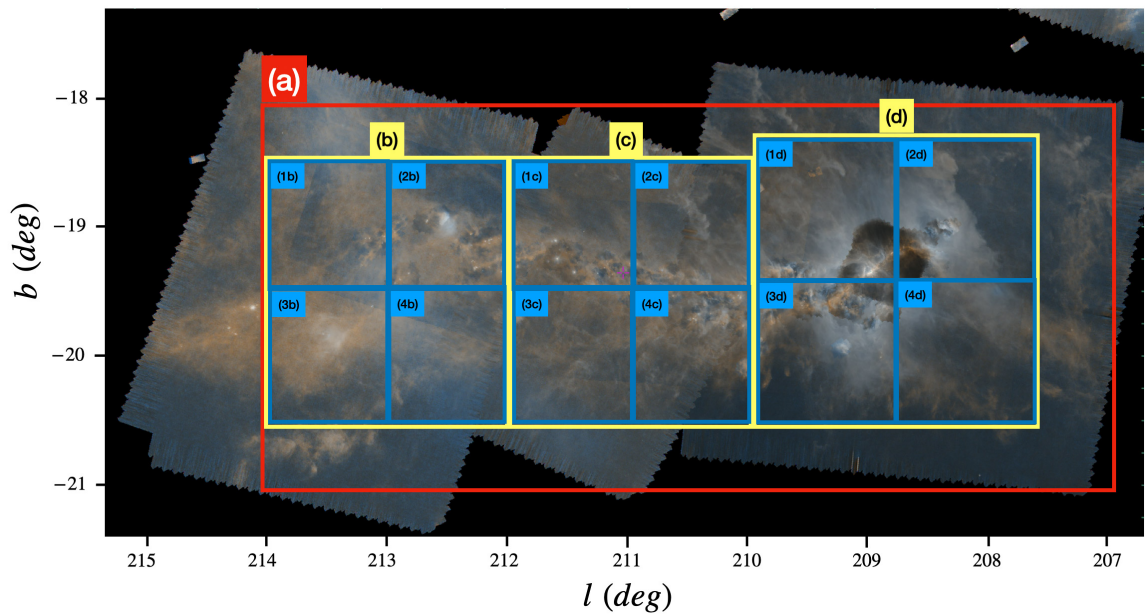 (a)
(b)
(c)
(d)
(1b)
(2b)
(1c)
(2c)
(1d)
(2d)
(3b)
(4b)
(3c)
(4c)
(3d)
(4d)
−18
−19
−20
−21
b (deg)
215 214 213 212 211 210 209 208 207
l (deg)